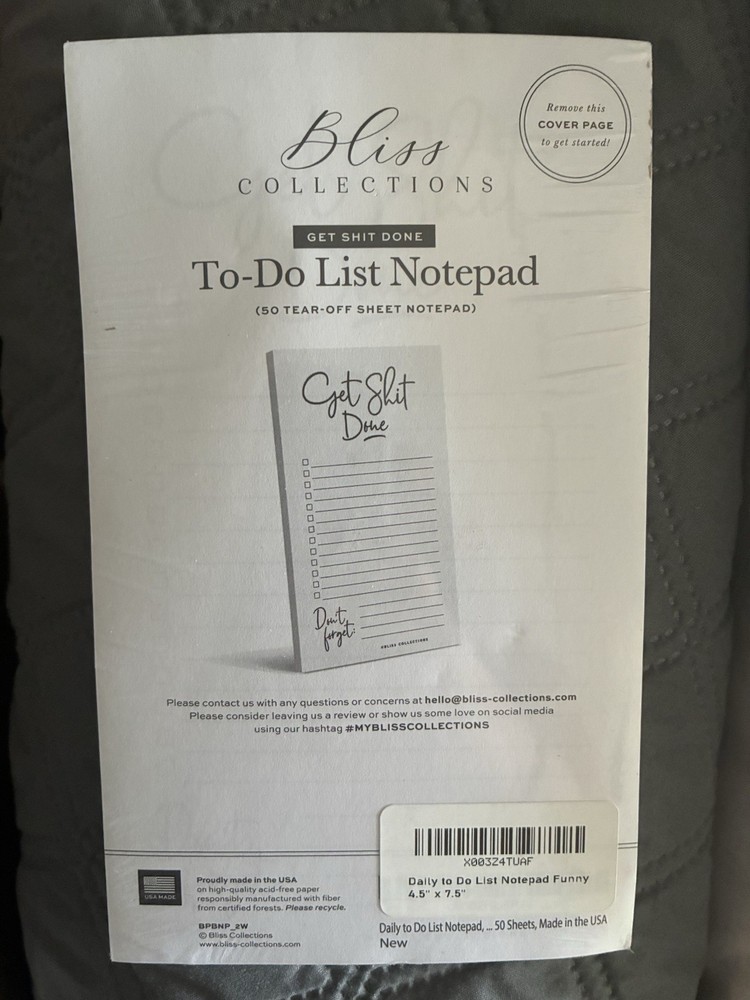 Bliss
COLLECTIONS
Remove this
COVER PAGE
to get started!
GET SHIT DONE
To-Do List Notepad
(50 TEAR-OFF SHEET NOTEPAD)
Get Shit
Done
Don't
forget:
©BLISS COLLECTIONS
Please contact us with any questions or concerns at hello@bliss-collections.com
Please consider leaving us a review or show us some love on social media
using our hashtag #MYBLISSCOLLECTIONS
USA MADE
Proudly made in the USA
on high-quality acid-free paper
responsibly manufactured with fiber
from certified forests. Please recycle.
BPBNP_2W
© Bliss Collections
www.bliss-collections.com
X003Z4TUAF
Daily to Do List Notepad Funny
4.5" x 7.5"
Daily to Do List Notepad, ... 50 Sheets, Made in the USA
New